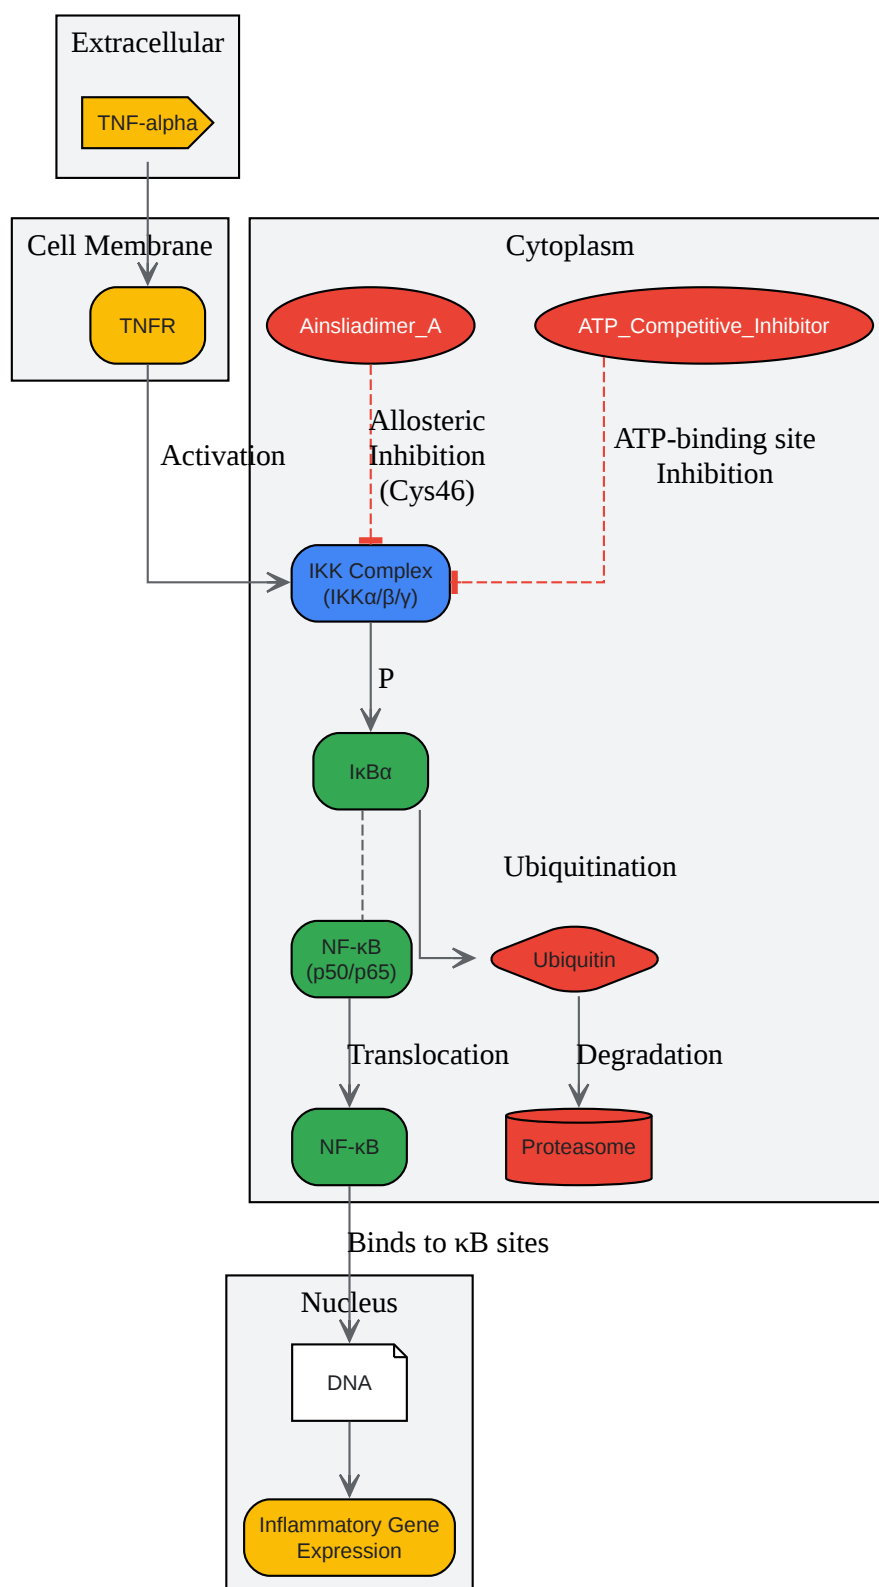 Extracellular
TNF-alpha
Cell Membrane
TNFR
Cytoplasm
Ainsliadimer_A
ATP_Competitive_Inhibitor
Activation
Allosteric
Inhibition
(Cys46)
ATP-binding site
Inhibition
IKK Complex
(IKKα/β/γ)
P
IκBα
Ubiquitination
NF-κB
(p50/p65)
Ubiquitin
Translocation
Degradation
NF-κB
Proteasome
Binds to κB sites
Nucleus
DNA
Inflammatory Gene
Expression